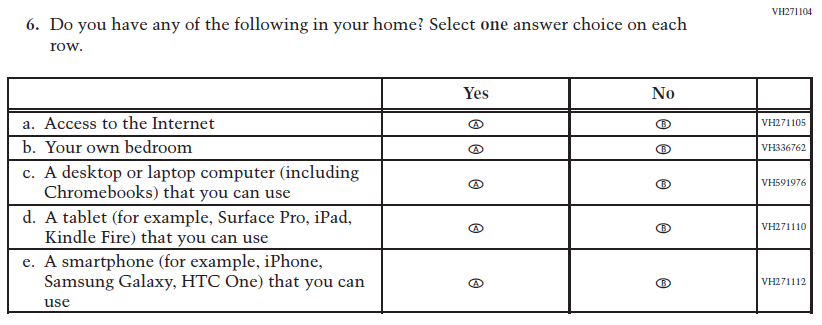 VH271104
6. Do you have any of the following in your home? Select one answer choice on each
row.
Yes No
a. Access to the Internet A B VH271105
b. Your own bedroom A B VH336762
c. A desktop or laptop computer (including
Chromebooks) that you can use A B VH591976
d. A tablet (for example, Surface Pro, iPad,
Kindle Fire) that you can use A B VH271110
e. A smartphone (for example, iPhone,
Samsung Galaxy, HTC One) that you can A B VH271112
use